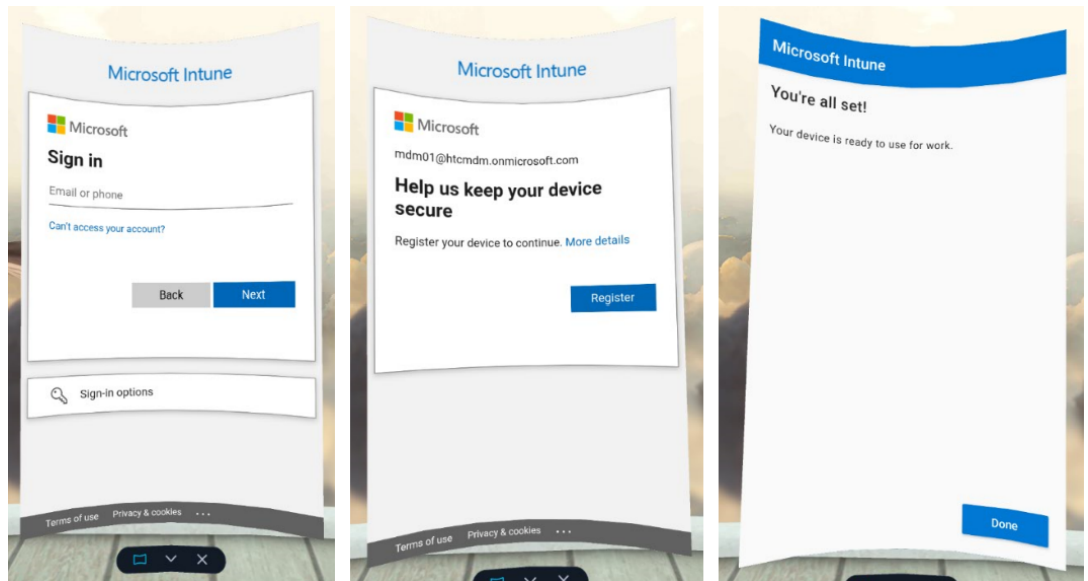 Microsoft Intune
Microsoft
Sign in
Email or phone
Can't access your account?
Back
Next
Sign-in options
Terms of use
Privacy & cookies
...
Microsoft Intune
Microsoft
mdm01@htcmdm.onmicrosoft.com
Help us keep your device
secure
Register your device to continue. More details
Register
Terms of use
Privacy & cookies
...
Microsoft Intune
You're all set!
Your device is ready to use for work.
Done